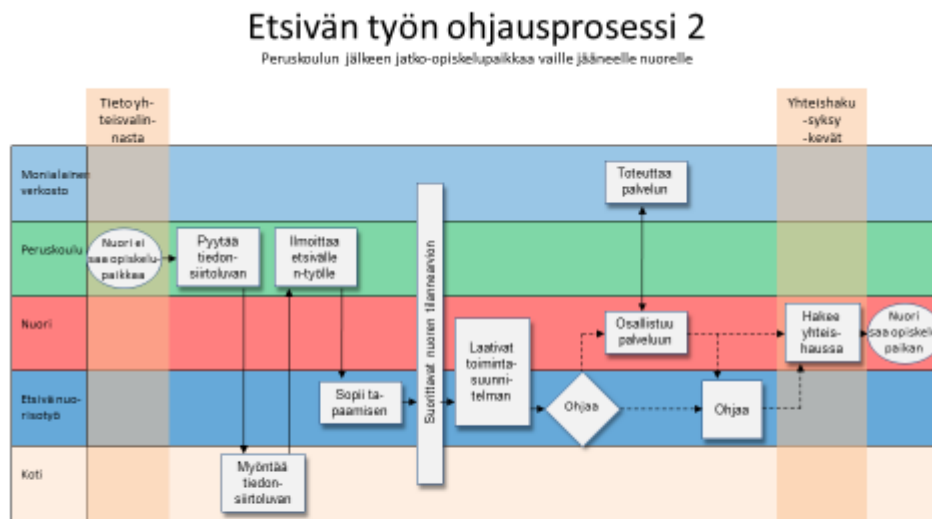 Etsivän työn ohjausprosessi 2
Peruskoulun jälkeen jatko-opiskelupaikkaa vaille jääneelle nuorelle
Tieto yh-
teisvalin-
nasta
Yhteishaku
-syksy
-kevät
Monialainen
verkosto
Toteuttaa
palvelun
Peruskoulu
Nuori ei
saa opiskelu-
paikkaa
Pyytää
tiedon-
siirtoluvan
Ilmoittaa
etsivälle
n-työlle
Suorittavat nuoren tilannearvion
Nuori
Laativat
toiminta-
suunni-
telman
Osallistuu
palveluun
Hakee
yhteis-
haussa
Nuori
saa opiskelu
paikan
Etsivä nuo-
risotyö
Sopii ta-
paamisen
Ohjaa
Ohjaa
Koti
Myöntää
tiedon-
siirtoluvan